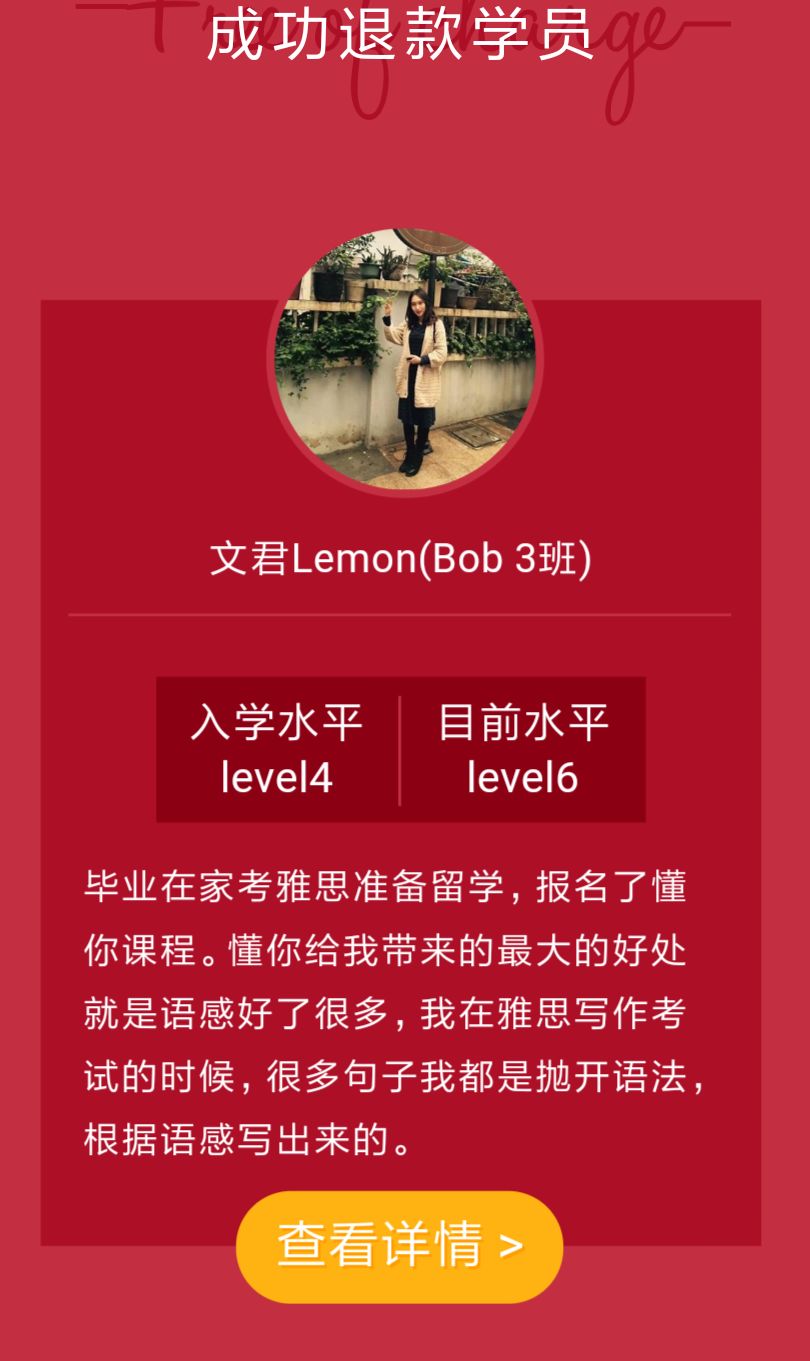 Free of charge
成功退款学员
文君Lemon(Bob 3班)
入学水平 目前水平
level4 level6
毕业在家考雅思准备留学，报名了懂
你课程。懂你给我带来的最大的好处
就是语感好了很多，我在雅思写作考
试的时候，很多句子我都是抛开语法，
根据语感写出来的。
查看详情 >